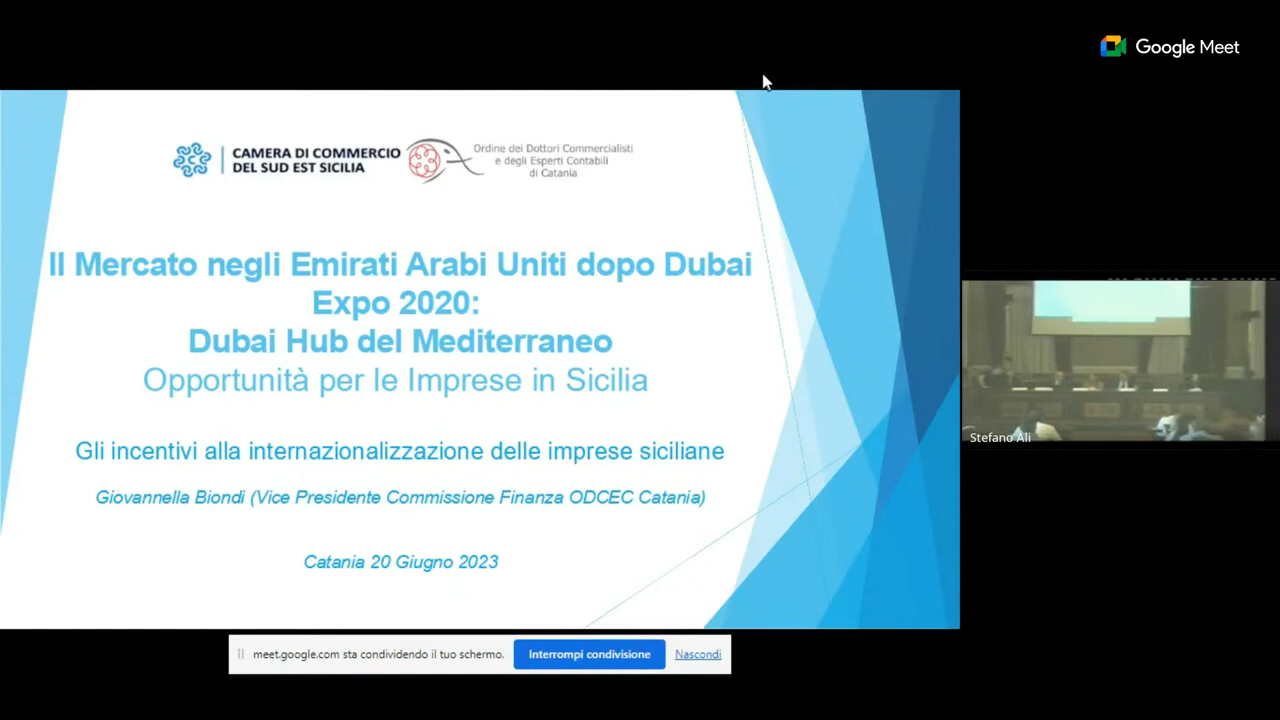 Google Meet
CAMERA DI COMMERCIO
DEL SUD EST SICILIA
Ordine dei Dottori Commercialisti
e degli Esperti Contabili
di Catania
Il Mercato negli Emirati Arabi Uniti dopo Dubai
Expo 2020:
Dubai Hub del Mediterraneo
Opportunità per le Imprese in Sicilia
Gli incentivi alla internazionalizzazione delle imprese siciliane
Giovannella Biondi (Vice Presidente Commissione Finanza ODCEC Catania)
Catania 20 Giugno 2023
Stefano Ali
meet.google.com sta condividendo il tuo schermo.
Interrompi condivisione
Nascondi